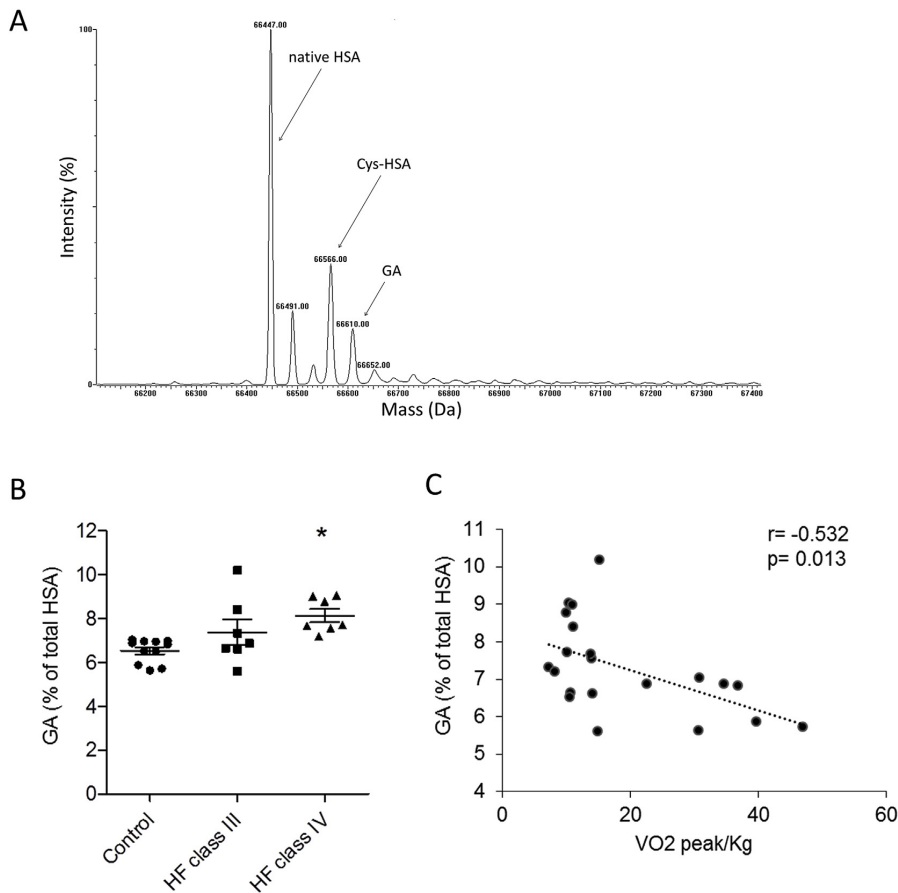 A
66447.00
100
native HSA
Cys-HSA
Intensity (%)
66566.00
GA
66491.00
66610.00
66652.00
0
66200 66300 66400 66500 66600 66700 66800 66900 67000 67100 67200 67300 67400
Mass (Da)
B
12
10
8
6
4
2
0
*
GA (% of total HSA)
Control
HF class III
HF class IV
C
11
10
9
8
7
6
5
4
r= -0.532
p= 0.013
GA (% of total HSA)
0 20 40 60
VO2 peak/Kg